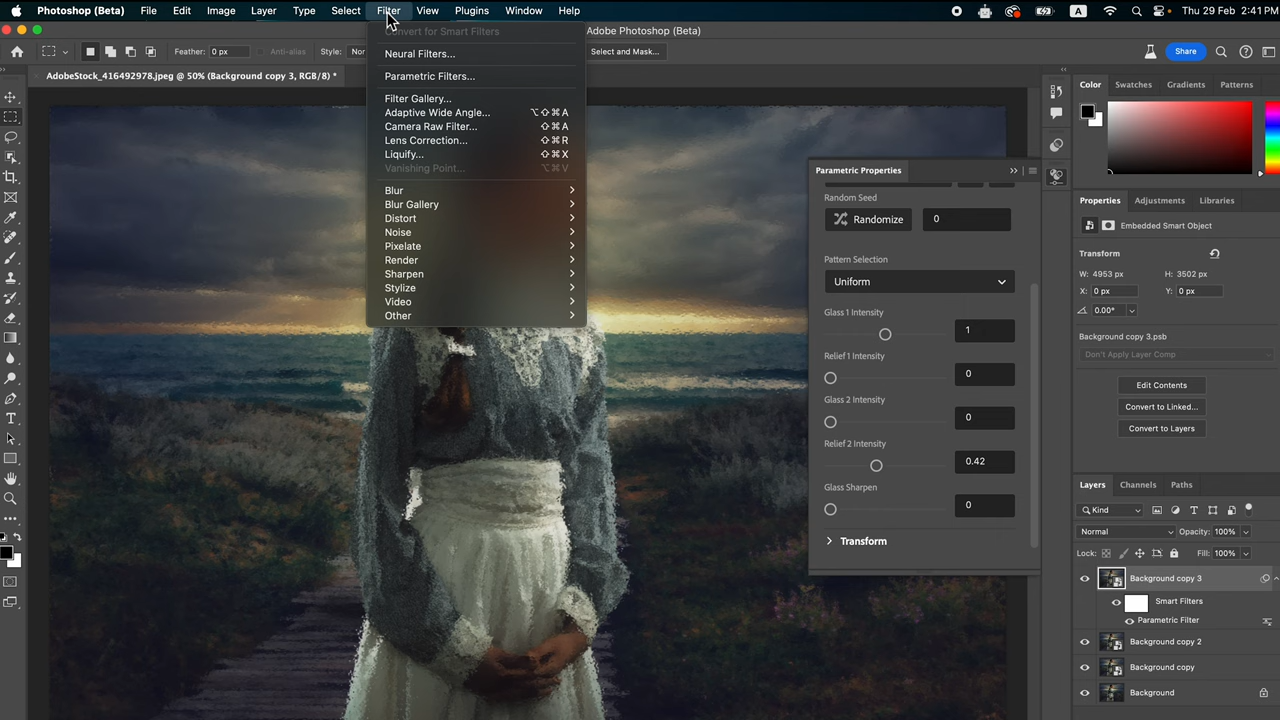 Photoshop (Beta) File Edit Image Layer Type Select Filter View Plugins Window Help A Thu 29 Feb 2:41 PM
Adobe Photoshop (Beta)
Feather: 0 px Anti-alias Style: Nor Select and Mask... Share
AdobeStock_416492978.jpeg @ 50% (Background copy 3, RGB/8) *
Convert for Smart Filters
Neural Filters...
Parametric Filters...
Filter Gallery...
Adaptive Wide Angle... ⌥⇧⌘A
Camera Raw Filter... ⇧⌘A
Lens Correction... ⇧⌘R
Liquify... ⇧⌘X
Vanishing Point... ⌥⌘V
Blur
Blur Gallery
Distort
Noise
Pixelate
Render
Sharpen
Stylize
Video
Other
Parametric Properties
Random Seed
Randomize 0
Pattern Selection
Uniform
Glass 1 Intensity
1
Relief 1 Intensity
0
Glass 2 Intensity
0
Relief 2 Intensity
0.42
Glass Sharpen
0
Transform
Color Swatches Gradients Patterns
Properties Adjustments Libraries
Embedded Smart Object
Transform
W: 4953 px H: 3502 px
X: 0 px Y: 0 px
0.00°
Background copy 3.psb
Don't Apply Layer Comp
Edit Contents
Convert to Linked...
Convert to Layers
Layers Channels Paths
Kind
Normal Opacity: 100%
Lock: Fill: 100%
Background copy 3
Smart Filters
Parametric Filter
Background copy 2
Background copy
Background